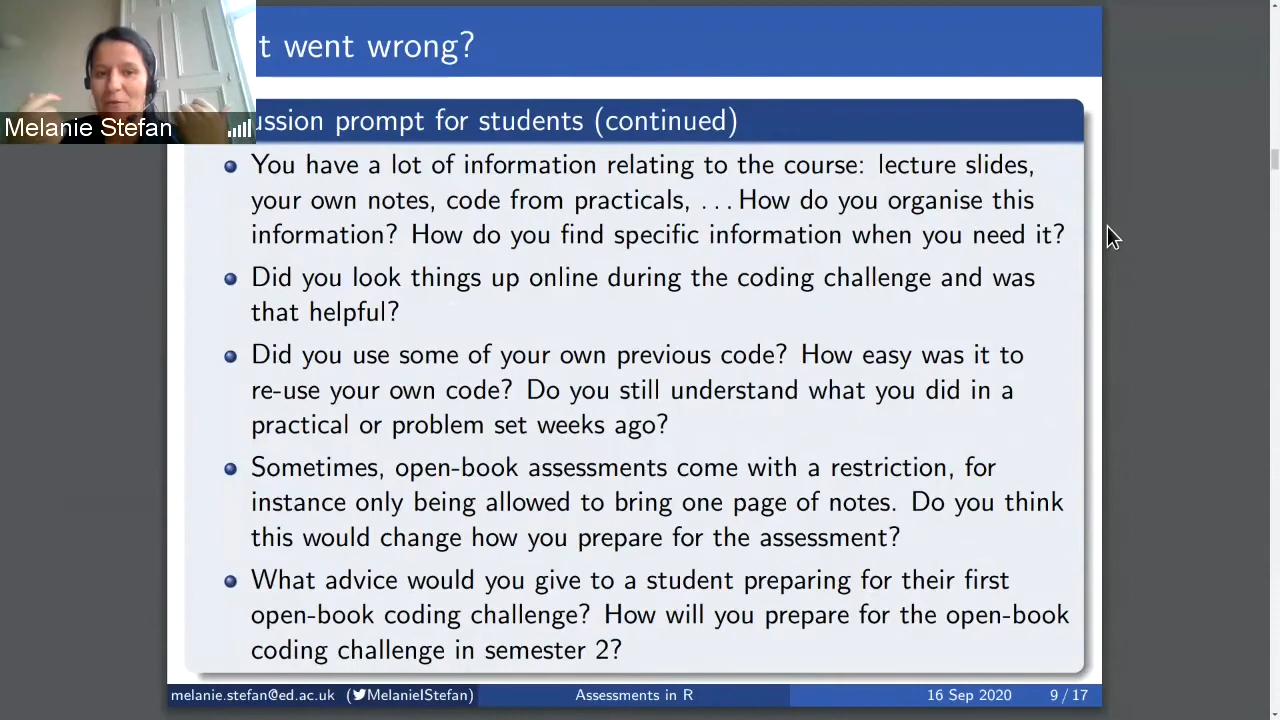 t went wrong?
Melanie Stefan
ussion prompt for students (continued)
You have a lot of information relating to the course: lecture slides,
your own notes, code from practicals, . . . How do you organise this
information? How do you find specific information when you need it?
Did you look things up online during the coding challenge and was
that helpful?
Did you use some of your own previous code? How easy was it to
re-use your own code? Do you still understand what you did in a
practical or problem set weeks ago?
Sometimes, open-book assessments come with a restriction, for
instance only being allowed to bring one page of notes. Do you think
this would change how you prepare for the assessment?
What advice would you give to a student preparing for their first
open-book coding challenge? How will you prepare for the open-book
coding challenge in semester 2?
melanie.stefan@ed.ac.uk (MelanieIStefan) Assessments in R 16 Sep 2020 9 / 17